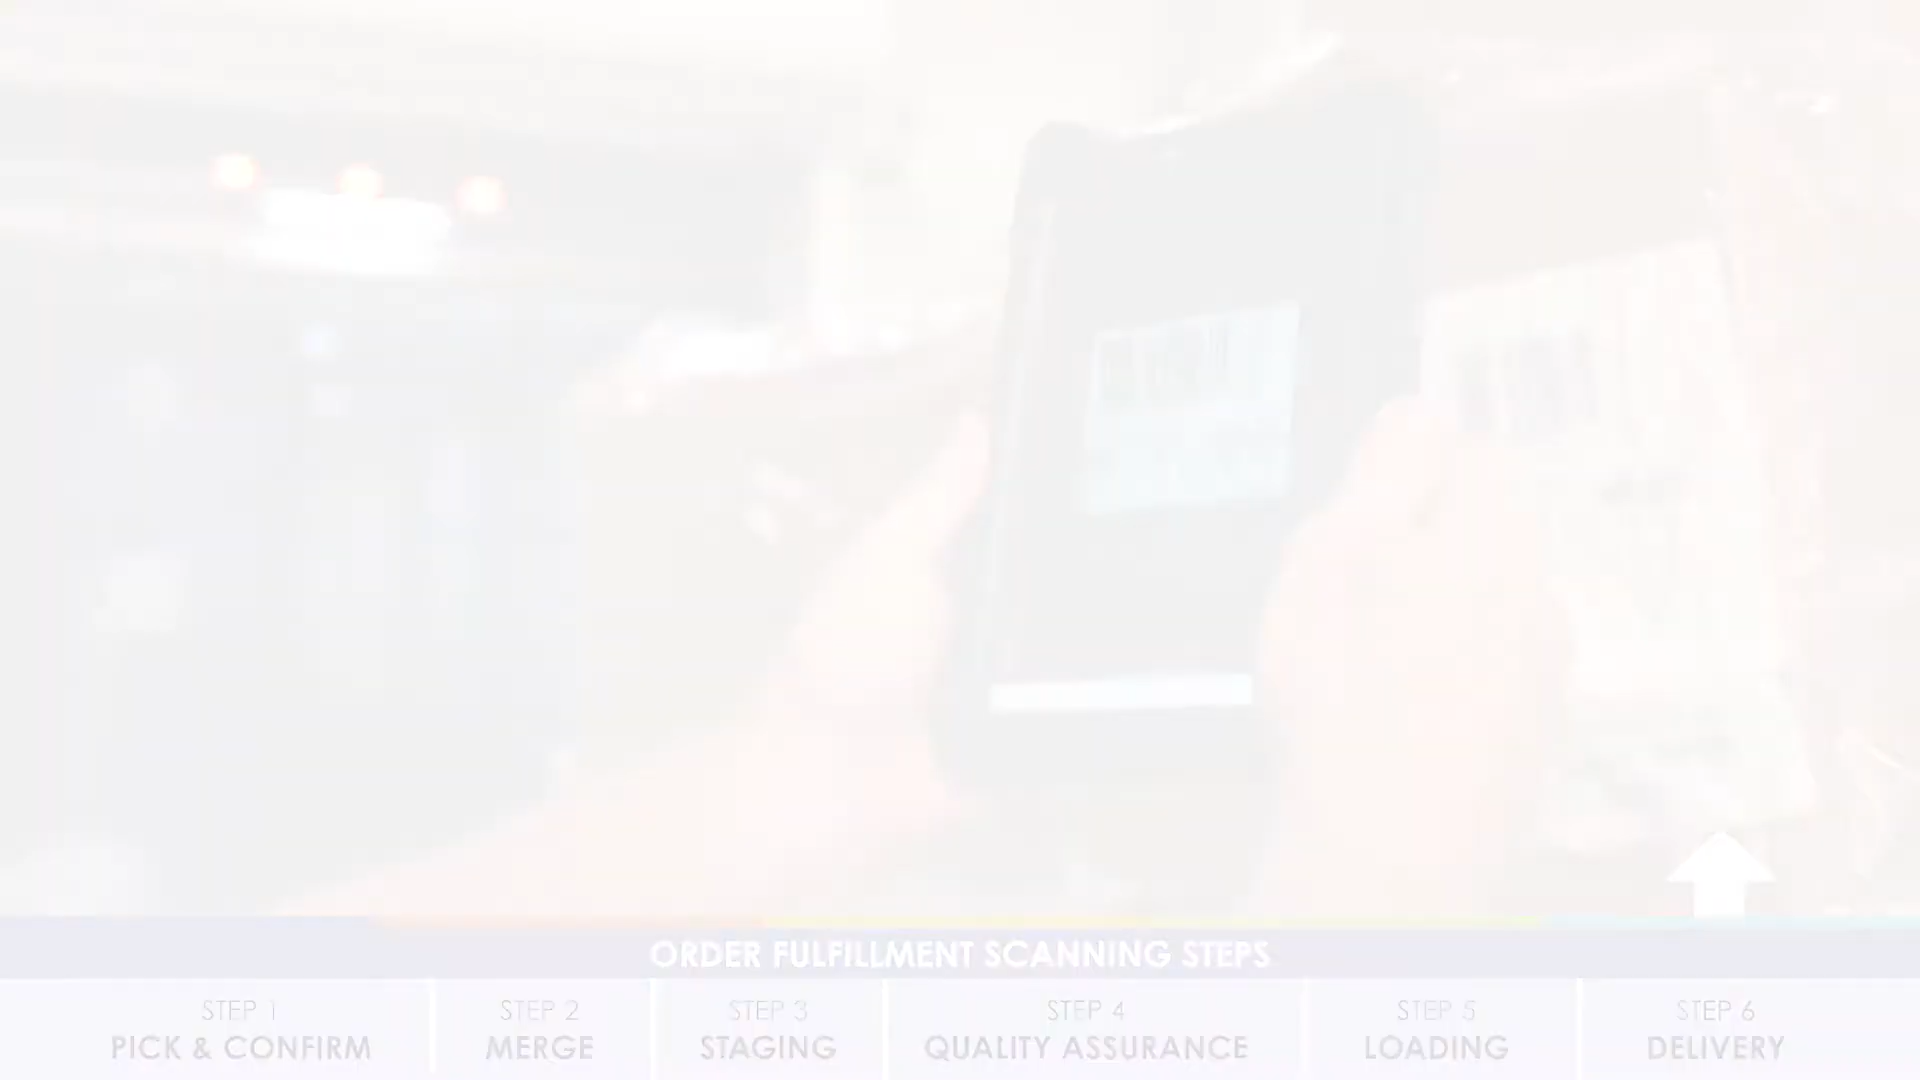 ORDER FULFILLMENT SCANNING STEPS
STEP 1
PICK & CONFIRM
STEP 2
MERGE
STEP 3
STAGING
STEP 4
QUALITY ASSURANCE
STEP 5
LOADING
STEP 6
DELIVERY